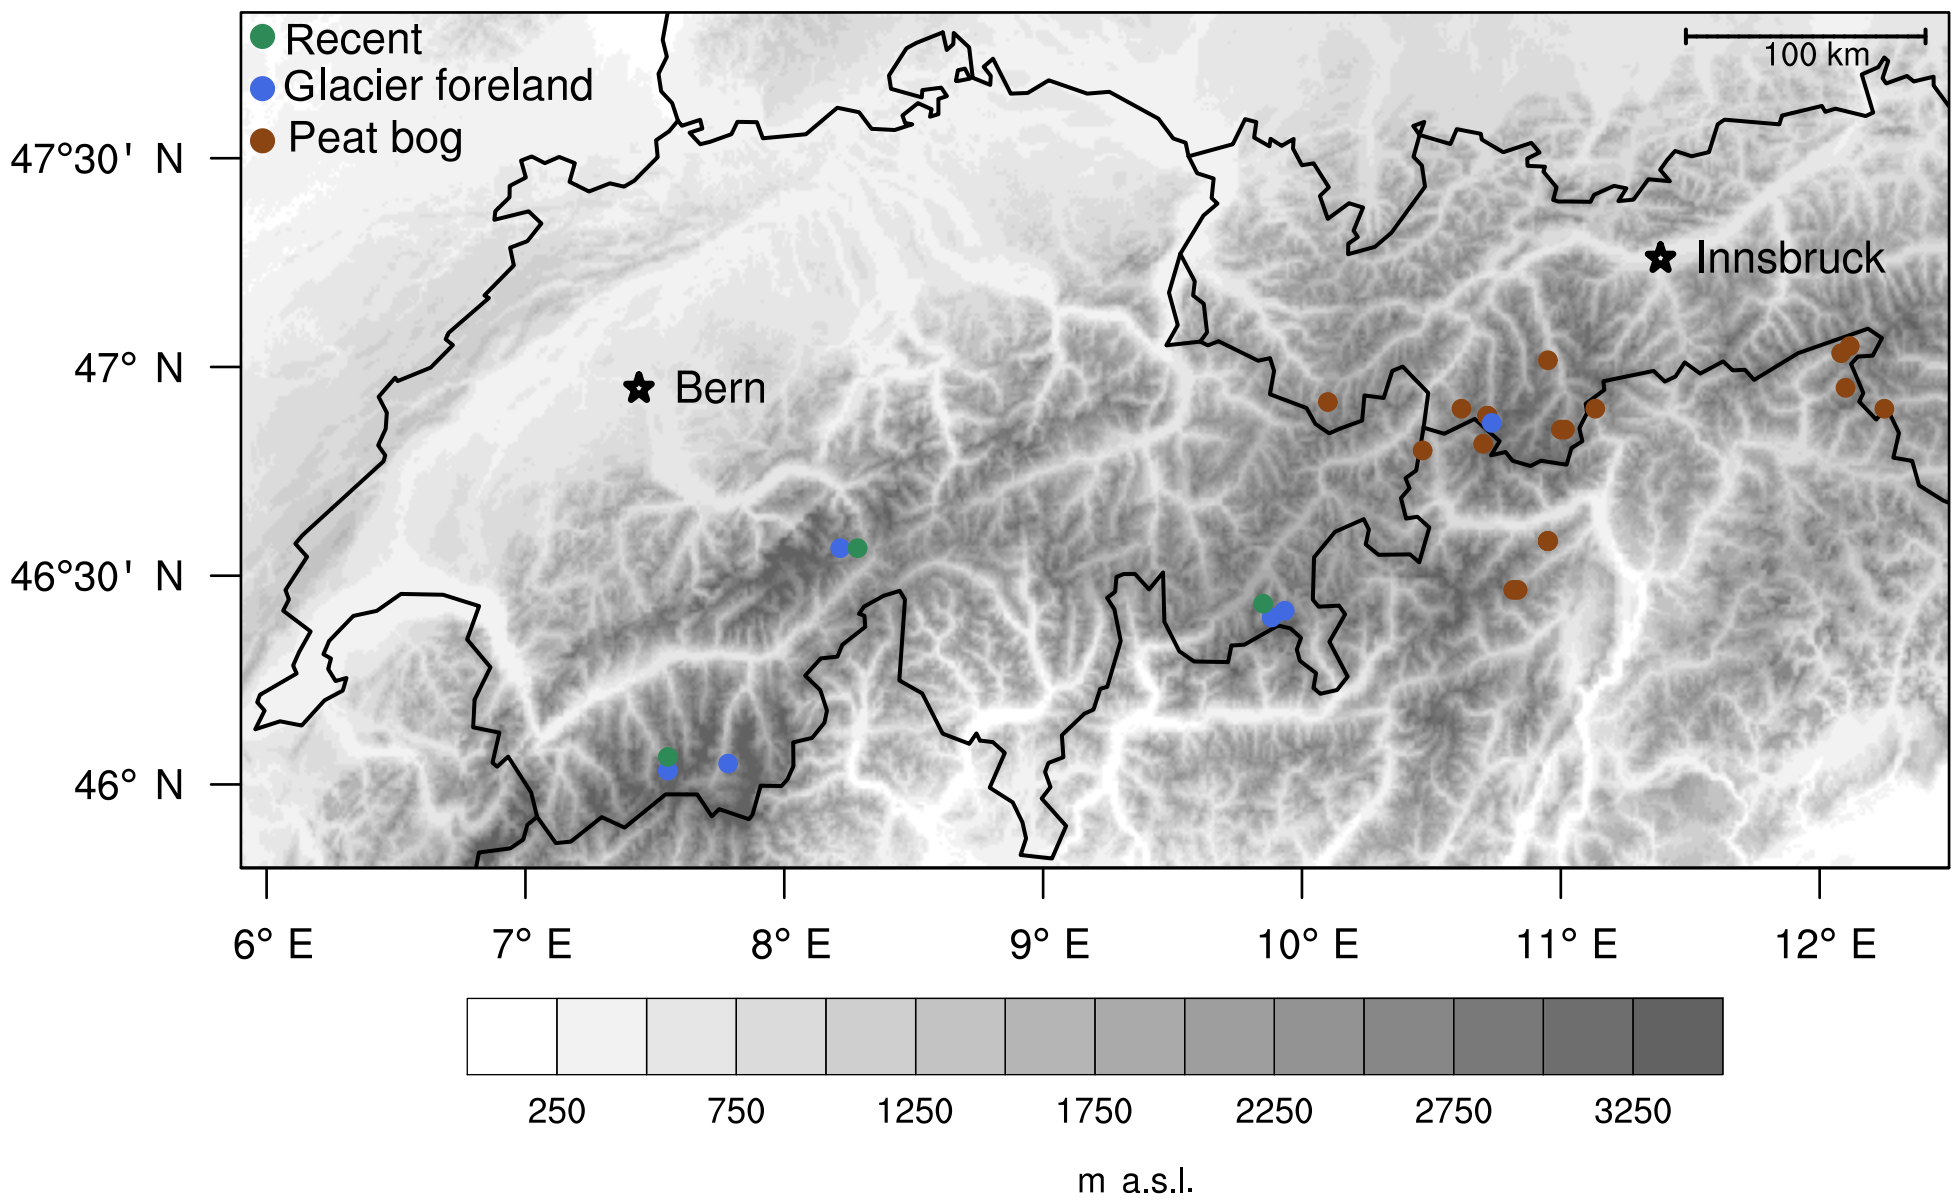 Recent
Glacier foreland
Peat bog
100 km
47°30' N
47° N
46°30' N
46° N
Innsbruck
Bern
6° E 7° E 8° E 9° E 10° E 11° E 12° E
250 750 1250 1750 2250 2750 3250
m a.s.l.